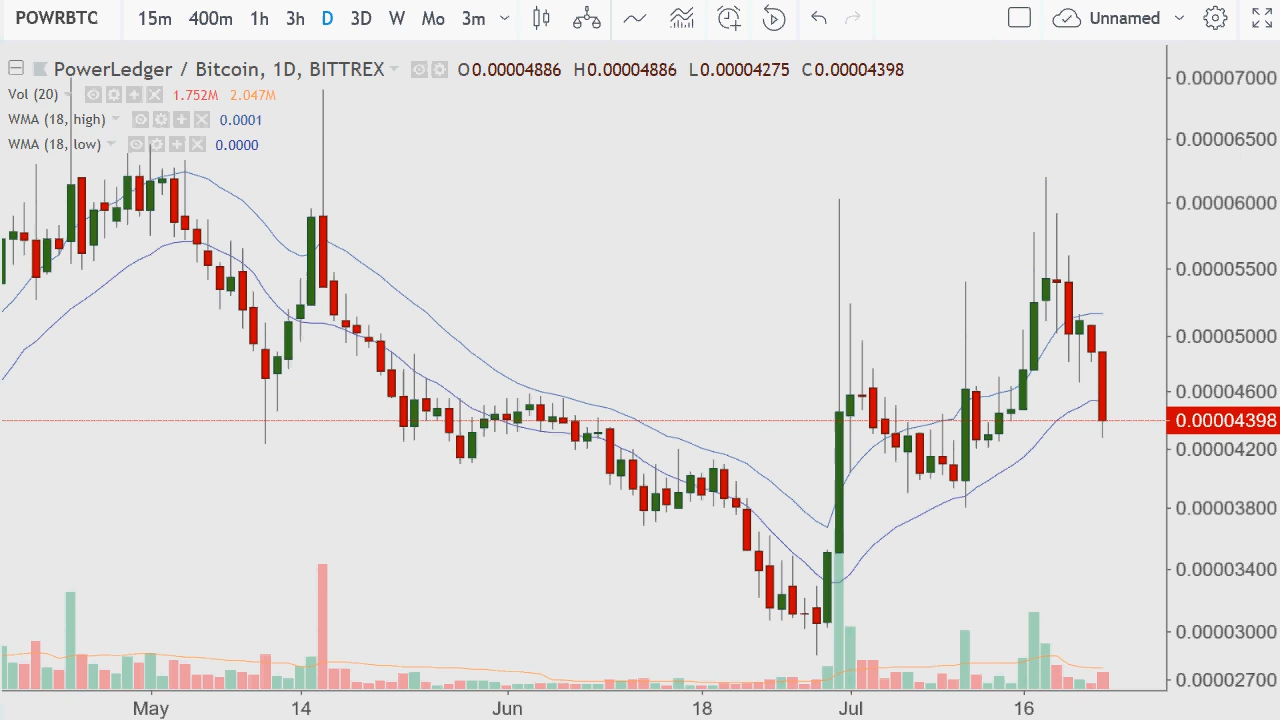 POWRBTC 15m 400m 1h 3h D 3D W Mo 3m Unnamed
PowerLedger / Bitcoin, 1D, BITTREX O0.00004886 H0.00004886 L0.00004275 C0.00004398
Vol (20) 1.752M 2.047M
WMA (18, high) 0.0001
WMA (18, low) 0.0000
0.00007000
0.00006500
0.00006000
0.00005500
0.00005000
0.00004600
0.00004398
0.00004200
0.00003800
0.00003400
0.00003000
0.00002700
May 14 Jun 18 Jul 16